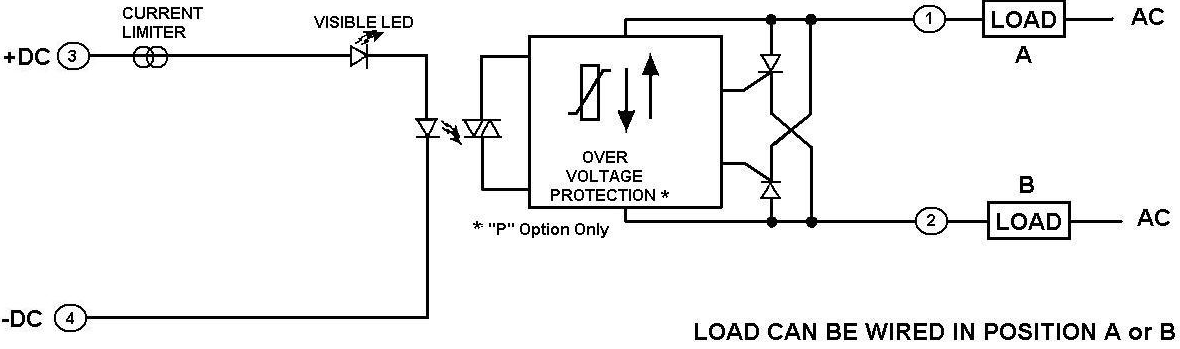 CURRENT
LIMITER
VISIBLE LED
+DC 3
1 LOAD AC
A
OVER
VOLTAGE
PROTECTION *
* "P" Option Only
B
2 LOAD AC
-DC 4
LOAD CAN BE WIRED IN POSITION A or B